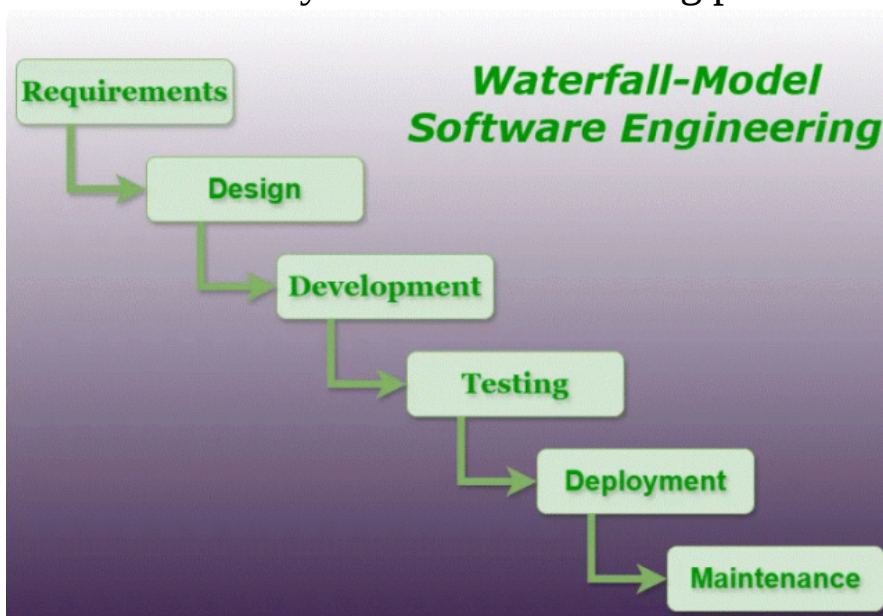 Requirements
Waterfall-Model
Software Engineering
Design
Development
Testing
Deployment
Maintenance